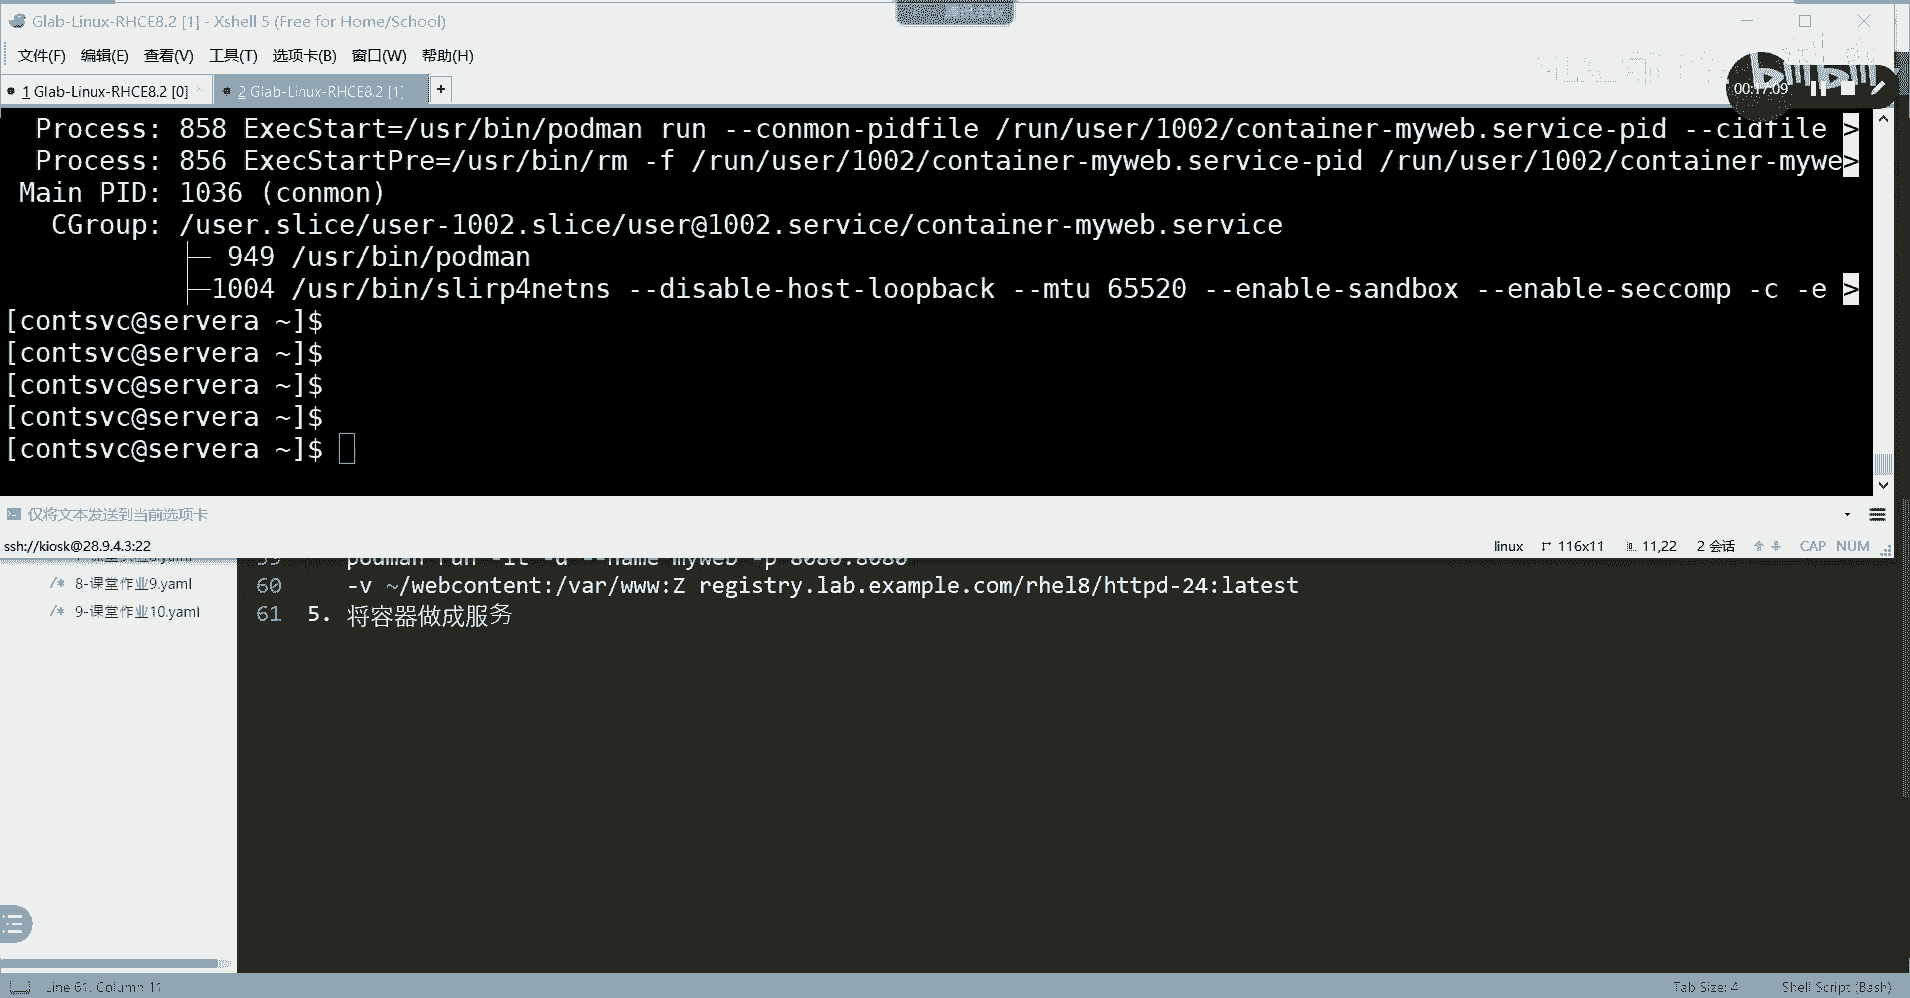 Glab-Linux-RHCE8.2 [1] - Xshell 5 (Free for Home/School)
文件(F) 编辑(E) 查看(V) 工具(T) 选项卡(B) 窗口(W) 帮助(H)
00:17:09
1 Glab-Linux-RHCE8.2 [0] 2 Glab-Linux-RHCE8.2 [1] +
Process: 858 ExecStart=/usr/bin/podman run --conmon-pidfile /run/user/1002/container-myweb.service-pid --cidfile >
Process: 856 ExecStartPre=/usr/bin/rm -f /run/user/1002/container-myweb.service-pid /run/user/1002/container-mywe>
Main PID: 1036 (conmon)
CGroup: /user.slice/user-1002.slice/user@1002.service/container-myweb.service
├─ 949 /usr/bin/podman
├─1004 /usr/bin/slirp4netns --disable-host-loopback --mtu 65520 --enable-sandbox --enable-seccomp -c -e >
[contsvc@servera ~]$
[contsvc@servera ~]$
[contsvc@servera ~]$
[contsvc@servera ~]$
[contsvc@servera ~]$
仅将文本发送到当前选项卡
ssh://kiosk@28.9.4.3:22 linux 116x11 11,22 2 会话 CAP NUM
59 podman run -it -d --name myweb -p 8080:8080
/* 8-课堂作业9.yaml
60 -v ~/webcontent:/var/www:Z registry.lab.example.com/rhel8/httpd-24:latest
/* 9-课堂作业10.yaml
61 5. 将容器做成服务
Line 61, Column 11 Tab Size: 4 Shell Script (Bash)